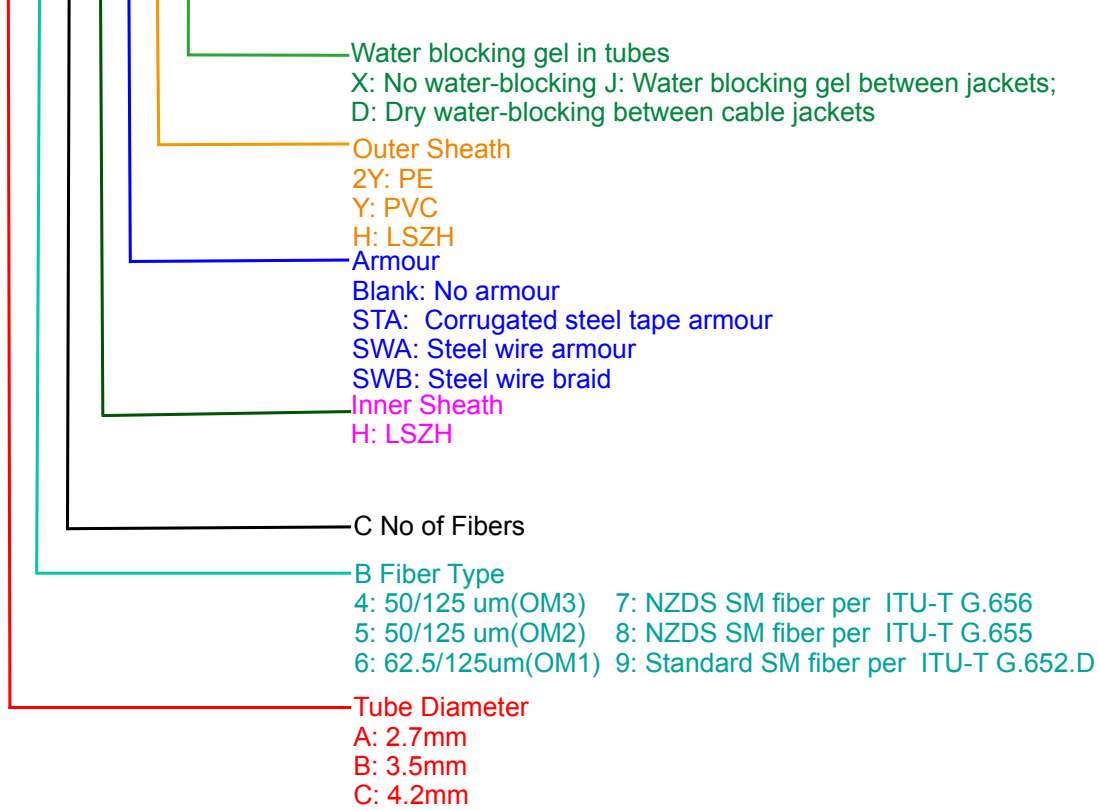 Water blocking gel in tubes
X: No water-blocking J: Water blocking gel between jackets;
D: Dry water-blocking between cable jackets
Outer Sheath
2Y: PE
Y: PVC
H: LSZH
Armour
Blank: No armour
STA: Corrugated steel tape armour
SWA: Steel wire armour
SWB: Steel wire braid
Inner Sheath
H: LSZH
C No of Fibers
B Fiber Type
4: 50/125 um(OM3) 7: NZDS SM fiber per ITU-T G.656
5: 50/125 um(OM2) 8: NZDS SM fiber per ITU-T G.655
6: 62.5/125um(OM1) 9: Standard SM fiber per ITU-T G.652.D
Tube Diameter
A: 2.7mm
B: 3.5mm
C: 4.2mm